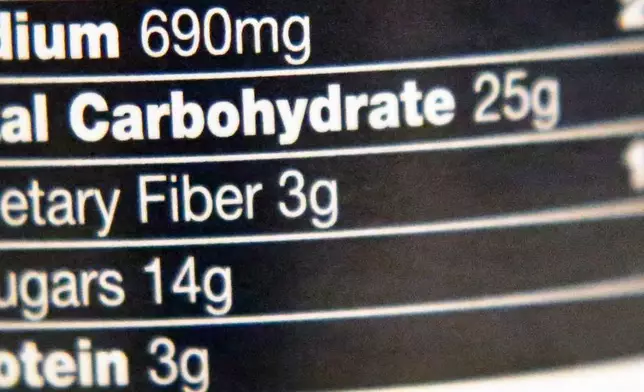 dium 690mg
al Carbohydrate 25g
etary Fiber 3g
ugars 14g
otein 3g